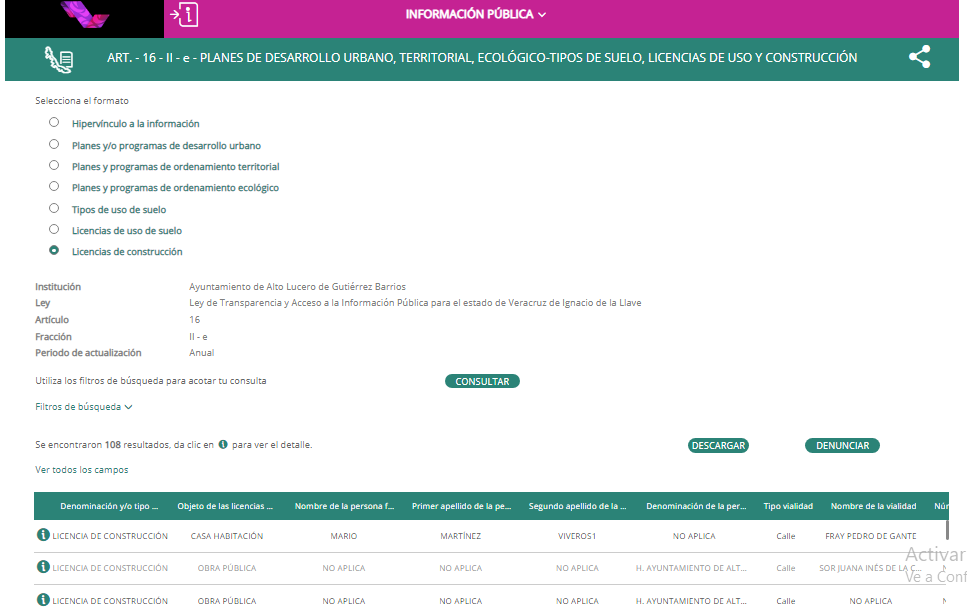 INFORMACIÓN PÚBLICA
ART. - 16 - II - e - PLANES DE DESARROLLO URBANO, TERRITORIAL, ECOLÓGICO-TIPOS DE SUELO, LICENCIAS DE USO Y CONSTRUCCIÓN
Selecciona el formato
Hipervínculo a la información
Planes y/o programas de desarrollo urbano
Planes y programas de ordenamiento territorial
Planes y programas de ordenamiento ecológico
Tipos de uso de suelo
Licencias de uso de suelo
Licencias de construcción
Institución Ayuntamiento de Alto Lucero de Gutiérrez Barrios
Ley Ley de Transparencia y Acceso a la Información Pública para el estado de Veracruz de Ignacio de la Llave
Artículo 16
Fracción II - e
Periodo de actualización Anual
Utiliza los filtros de búsqueda para acotar tu consulta CONSULTAR
Filtros de búsqueda
Se encontraron 108 resultados, da clic en i para ver el detalle. DESCARGAR DENUNCIAR
Ver todos los campos
Denominación y/o tipo ... Objeto de las licencias ... Nombre de la persona f... Primer apellido de la pe... Segundo apellido de la ... Denominación de la per... Tipo vialidad Nombre de la vialidad Núr
LICENCIA DE CONSTRUCCIÓN CASA HABITACIÓN MARIO MARTÍNEZ VIVEROS1 NO APLICA Calle FRAY PEDRO DE GANTE
LICENCIA DE CONSTRUCCIÓN OBRA PÚBLICA NO APLICA NO APLICA NO APLICA H. AYUNTAMIENTO DE ALT... Calle SOR JUANA INÉS DE LA C... N
LICENCIA DE CONSTRUCCIÓN OBRA PÚBLICA NO APLICA NO APLICA NO APLICA H. AYUNTAMIENTO DE ALT... Calle NO APLICA N
Activar
Ve a Conf